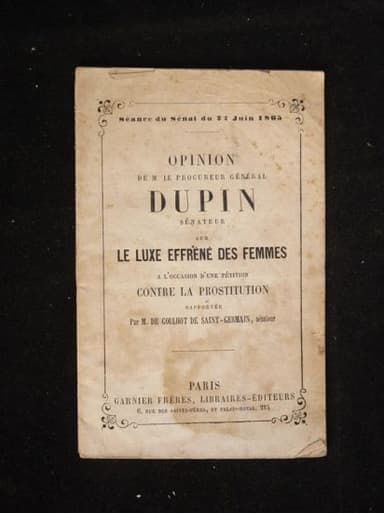 Séance du Sénat du 22 Juin 1865
OPINION
DE M LE PROCUREUR GÉNÉRAL
DUPIN
SÉNATEUR
SUR
LE LUXE EFFRÉNÉ DES FEMMES
A L'OCCASION D'UNE PÉTITION
CONTRE LA PROSTITUTION
RAPPORTÉE
Par M. DE GOULHOT DE SAINT-GERMAIN, sénateur
PARIS
GARNIER FRÈRES, LIBRAIRES-ÉDITEURS
6, RUE DES SAINTS-PÈRES, ET PALAIS-ROYAL, 215